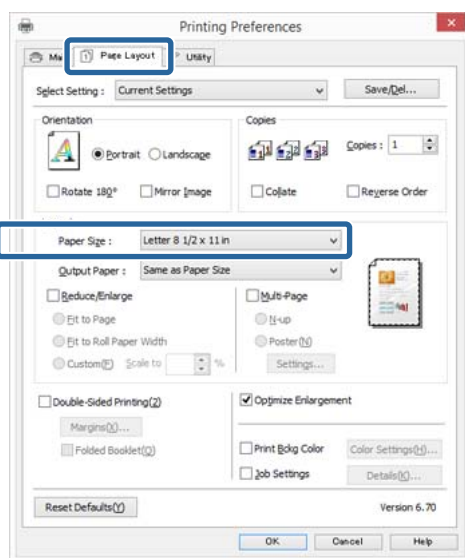 Printing Preferences
Page Layout
Utility
Select Setting : Current Settings Save/Del...
Orientation Copies
Portrait Landscape Copies : 1
Rotate 180° Mirror Image Collate Reverse Order
Paper Size : Letter 8 1/2 x 11 in
Output Paper : Same as Paper Size
Reduce/Enlarge Multi-Page
Fit to Page N-up
Fit to Roll Paper Width Poster(N)
Custom(F) Scale to % Settings...
Double-Sided Printing(2) Optimize Enlargement
Margins(X)...
Folded Booklet(Q) Print Bckg Color Color Settings(H)...
Job Settings Details(K)...
Reset Defaults(Y) Version 6.70
OK Cancel Help